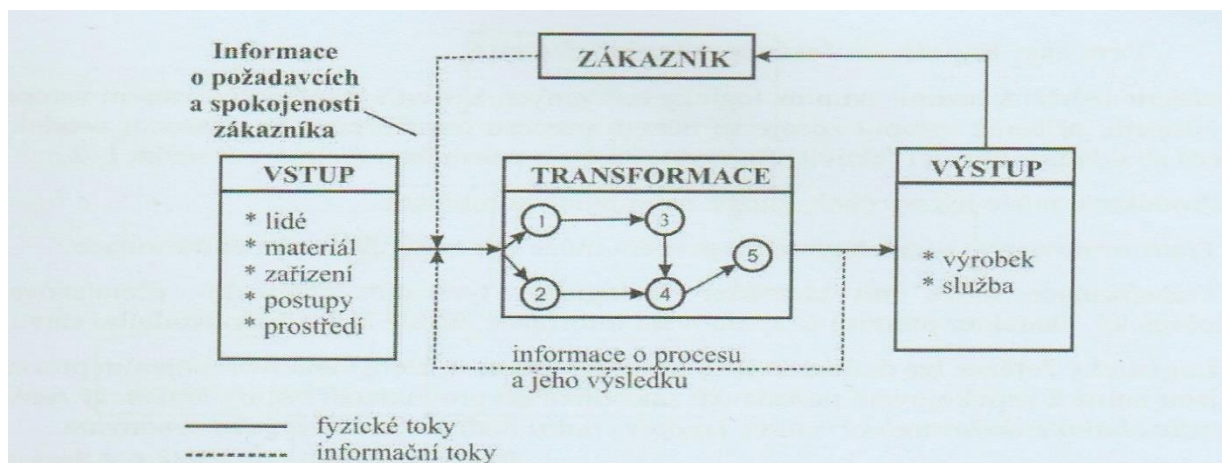 Informace
o požadavcích
a spokojenosti
zákazníka
ZÁKAZNÍK
VSTUP
* lidé
* materiál
* zařízení
* postupy
* prostředí
TRANSFORMACE
1
3
2
4
5
VÝSTUP
* výrobek
* služba
informace o procesu
a jeho výsledku
fyzické toky
informační toky